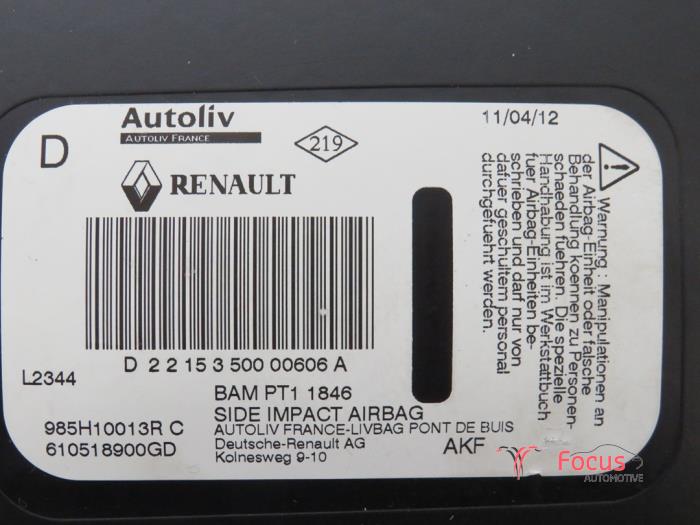 Autoliv
AUTOLIV FRANCE
D
219
11/04/12
RENAULT
D 2 2 15 3 500 00606 A
L2344
BAM PT1 1846
SIDE IMPACT AIRBAG
985H10013R C
AUTOLIV FRANCE-LIVBAG PONT DE BUIS
610518900GD
Deutsche-Renault AG
AKF
Kolnesweg 9-10
Warnung : Manipulationen an
der Airbag-Einheit oder falsche
Behandlung koennen zu Personen-
schaeden fuehren. Die spezielle
Handhabung ist im Werkstattbuch
fuer Airbag-Einheiten be-
schrieben und darf nur von
dafuer geschultem personal
durchgefuehrt werden.
Focus
AUTOMOTIVE